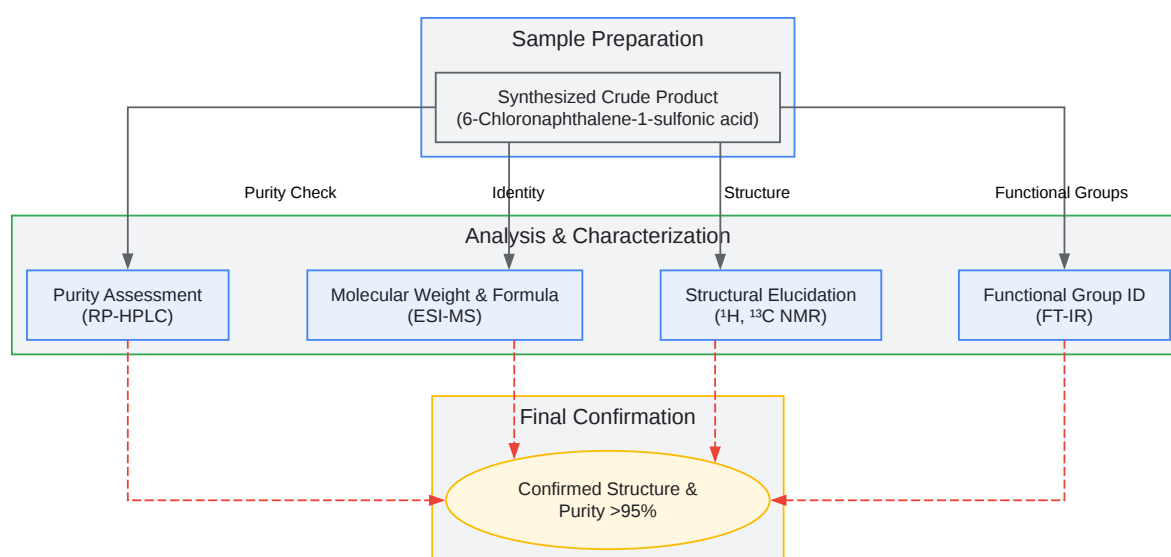 Sample Preparation
Synthesized Crude Product
(6-Chloronaphthalene-1-sulfonic acid)
Purity Check
Identity
Structure
Functional Groups
Analysis & Characterization
Purity Assessment
(RP-HPLC)
Molecular Weight & Formula
(ESI-MS)
Structural Elucidation
(¹H, ¹³C NMR)
Functional Group ID
(FT-IR)
Final Confirmation
Confirmed Structure &
Purity >95%